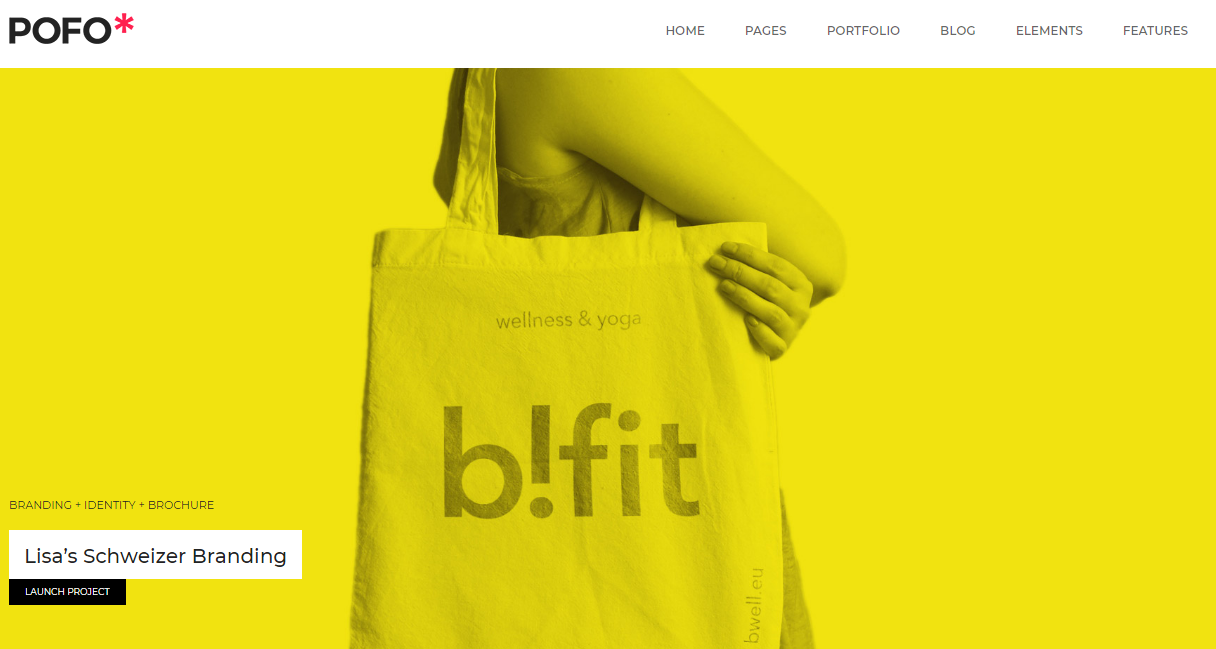 POFO*
HOME PAGES PORTFOLIO BLOG ELEMENTS FEATURES
wellness & yoga
b!fit
bwell.eu
BRANDING + IDENTITY + BROCHURE
Lisa’s Schweizer Branding
LAUNCH PROJECT